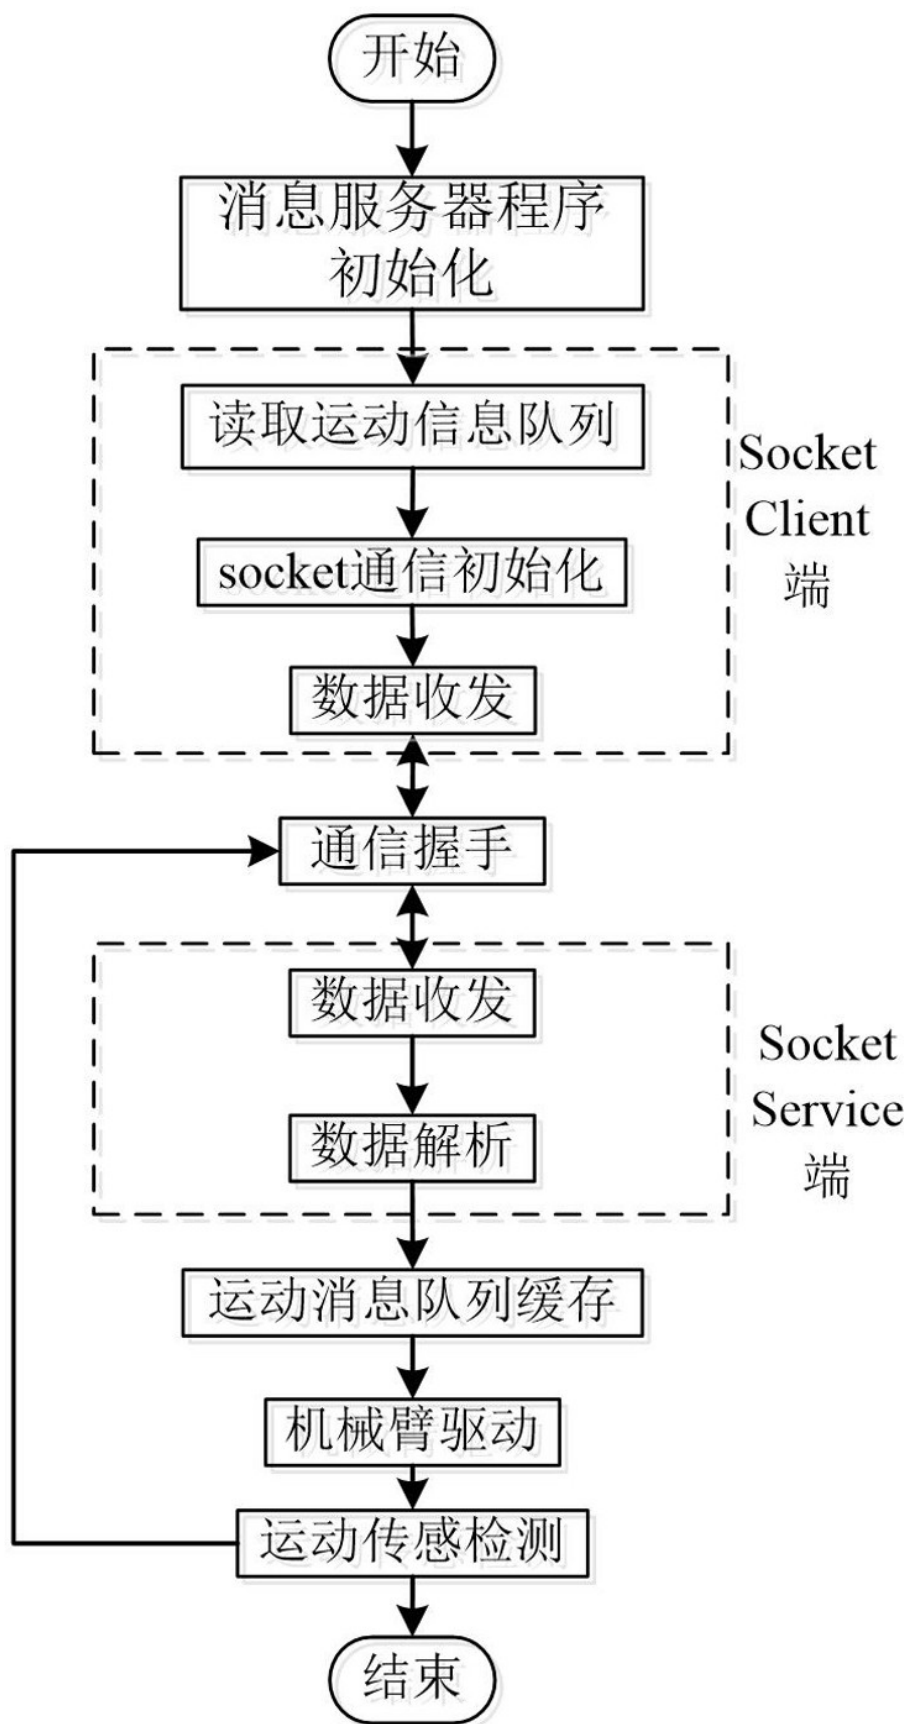 开始
消息服务器程序
初始化
读取运动信息队列
Socket
Client
端
socket通信初始化
数据收发
通信握手
数据收发
Socket
Service
端
数据解析
运动消息队列缓存
机械臂驱动
运动传感检测
结束